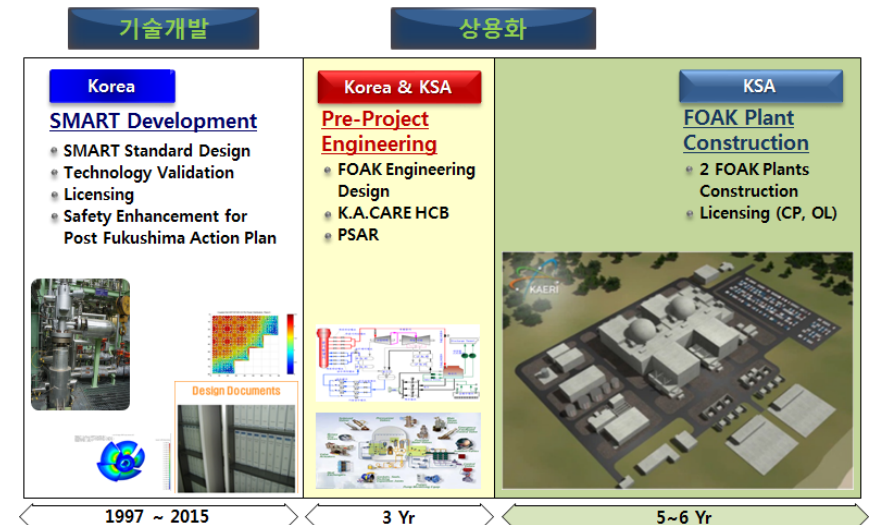 기술개발
상용화
Korea
SMART Development
SMART Standard Design
Technology Validation
Licensing
Safety Enhancement for
Post Fukushima Action Plan
Design Documents
1997 ~ 2015
Korea & KSA
Pre-Project
Engineering
FOAK Engineering
Design
K.A.CARE HCB
PSAR
3 Yr
KSA
FOAK Plant
Construction
2 FOAK Plants
Construction
Licensing (CP, OL)
KAERI
5~6 Yr